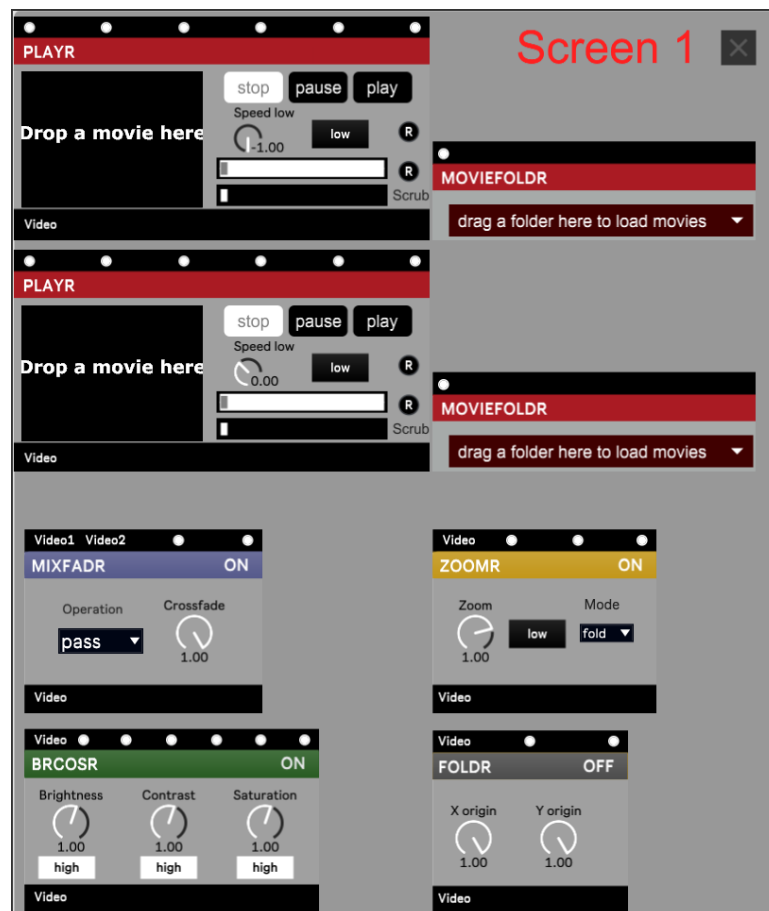 Screen 1
PLAYR
Drop a movie here
stop pause play
Speed low
-1.00
low
R
R
Scrub
Video
MOVIEFOLDR
drag a folder here to load movies
PLAYR
Drop a movie here
stop pause play
Speed low
0.00
low
R
R
Scrub
Video
MOVIEFOLDR
drag a folder here to load movies
Video1 Video2
MIXFADR ON
Operation Crossfade
pass
1.00
Video
Video
ZOOMR ON
Zoom Mode
low fold
1.00
Video
Video
BRCOSR ON
Brightness Contrast Saturation
1.00 1.00 1.00
high high high
Video
Video
FOLDR OFF
X origin Y origin
1.00 1.00
Video